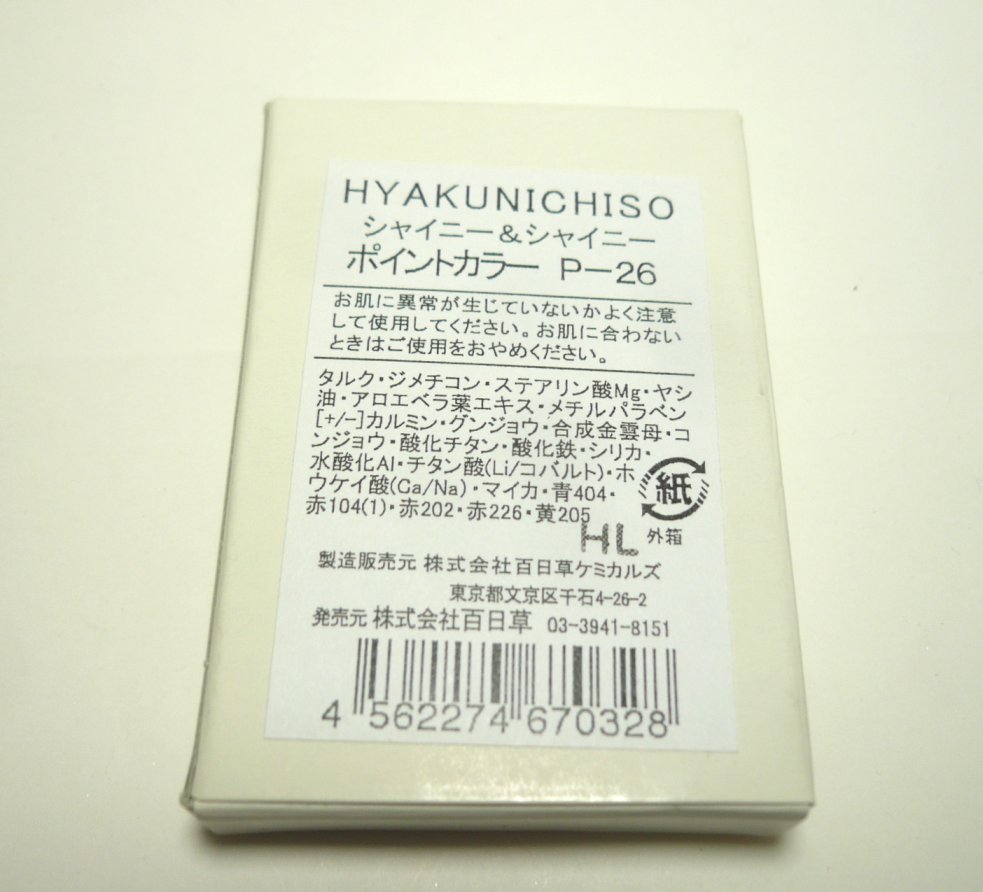 HYAKUNICHISO
シャイニー&シャイニー
ポイントカラー P-26
お肌に異常が生じていないかよく注意
して使用してください。お肌に合わない
ときはご使用をおやめください。
タルク・ジメチコン・ステアリン酸Mg・ヤシ
油・アロエベラ葉エキス・メチルパラベン
[+/-]カルミン・グンジョウ・合成金雲母・コ
ンジョウ・酸化チタン・酸化鉄・シリカ・
水酸化Al・チタン酸(Li/コバルト)・ホ
ウケイ酸(Ca/Na)・マイカ・青404・
赤104(1)・赤202・赤226・黄205
紙
外箱
HL
製造販売元 株式会社百日草ケミカルズ
東京都文京区千石4-26-2
発売元 株式会社百日草 03-3941-8151
4 562274 670328